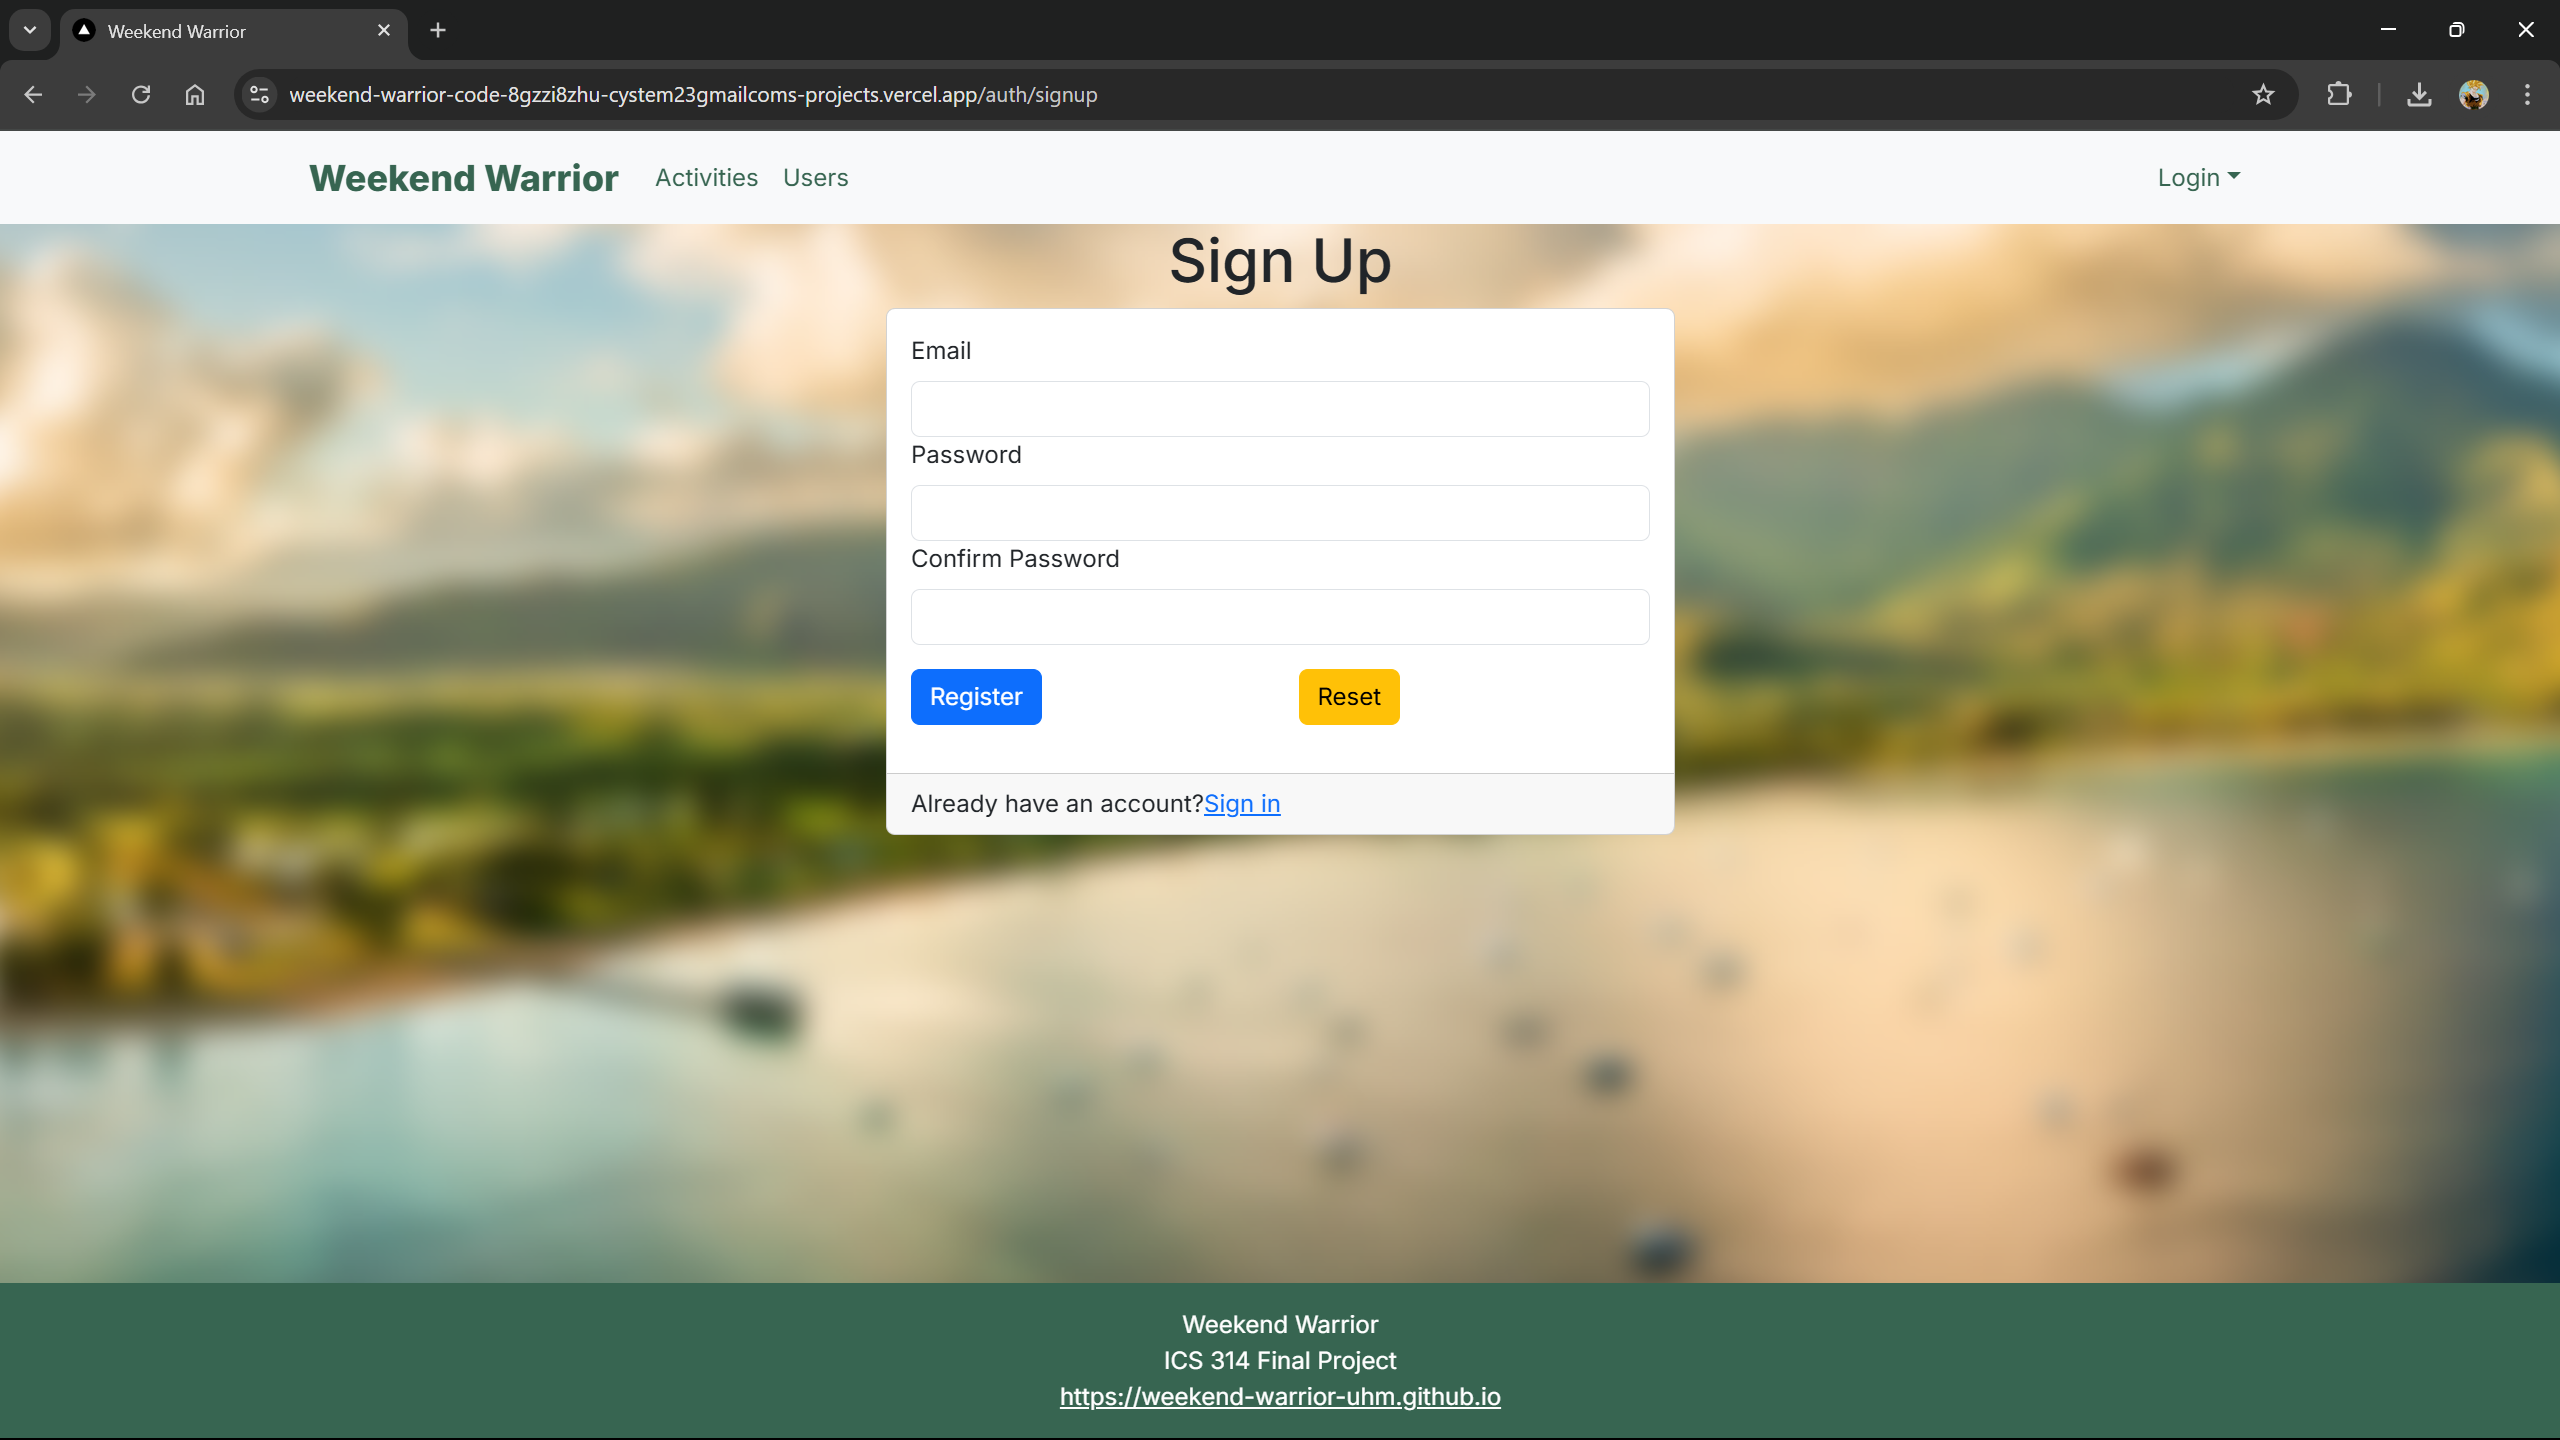 Weekend Warrior
weekend-warrior-code-8gzzi8zhu-cystem23gmailcoms-projects.vercel.app/auth/signup
Weekend Warrior Activities Users Login
Sign Up
Email
Password
Confirm Password
Register Reset
Already have an account?Sign in
Weekend Warrior
ICS 314 Final Project
https://weekend-warrior-uhm.github.io